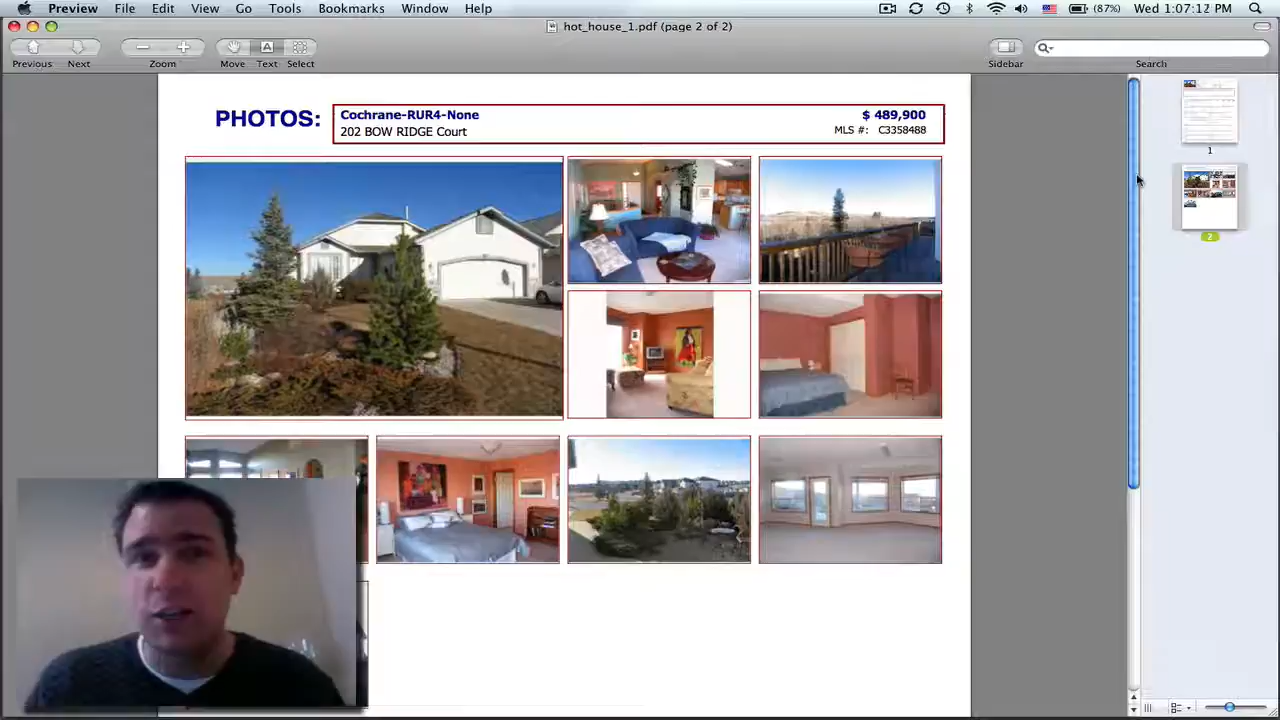 Preview File Edit View Go Tools Bookmarks Window Help (87%) Wed 1:07:12 PM
hot_house_1.pdf (page 2 of 2)
Previous Next Zoom Move Text Select Sidebar Search
PHOTOS:
Cochrane-RUR4-None $ 489,900
202 BOW RIDGE Court MLS #: C3358488
1
2